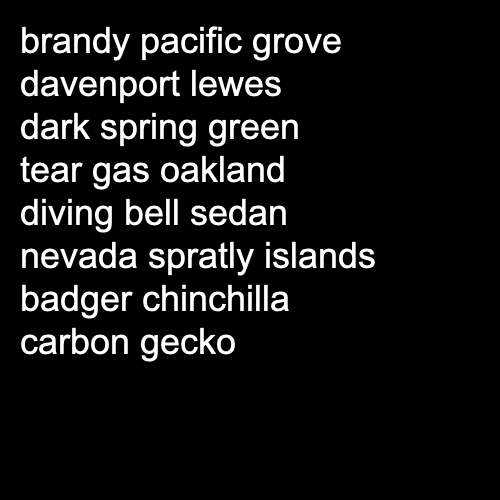 brandy pacific grove
davenport lewes
dark spring green
tear gas oakland
diving bell sedan
nevada spratly islands
badger chinchilla
carbon gecko